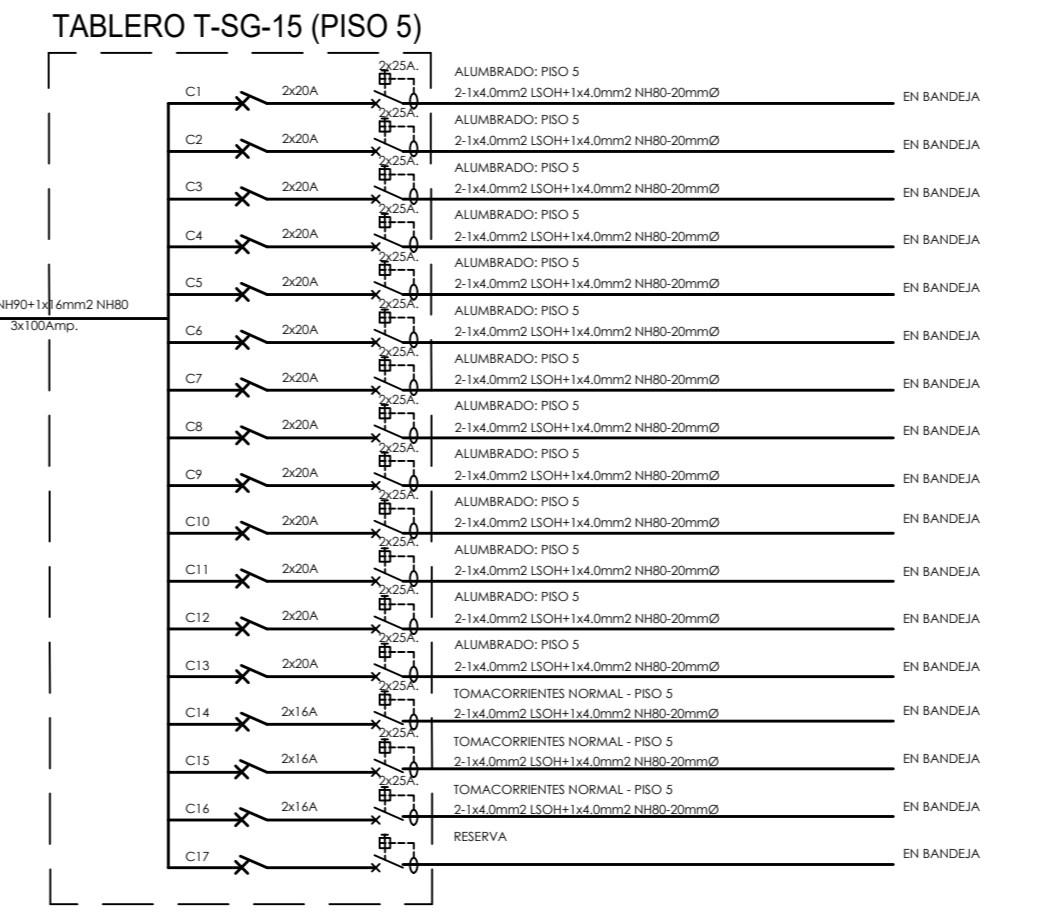 TABLERO T-SG-15 (PISO 5)
2x25A.
ALUMBRADO: PISO 5
C1 2x20A 2-1x4.0mm2 LSOH+1x4.0mm2 NH80-20mmØ EN BANDEJA
2x25A.
ALUMBRADO: PISO 5
C2 2x20A 2-1x4.0mm2 LSOH+1x4.0mm2 NH80-20mmØ EN BANDEJA
2x25A.
ALUMBRADO: PISO 5
C3 2x20A 2-1x4.0mm2 LSOH+1x4.0mm2 NH80-20mmØ EN BANDEJA
2x25A.
ALUMBRADO: PISO 5
C4 2x20A 2-1x4.0mm2 LSOH+1x4.0mm2 NH80-20mmØ EN BANDEJA
2x25A.
ALUMBRADO: PISO 5
C5 2x20A 2-1x4.0mm2 LSOH+1x4.0mm2 NH80-20mmØ EN BANDEJA
NH90+1x16mm2 NH80
3x100Amp.
2x25A.
ALUMBRADO: PISO 5
C6 2x20A 2-1x4.0mm2 LSOH+1x4.0mm2 NH80-20mmØ EN BANDEJA
2x25A.
ALUMBRADO: PISO 5
C7 2x20A 2-1x4.0mm2 LSOH+1x4.0mm2 NH80-20mmØ EN BANDEJA
2x25A.
ALUMBRADO: PISO 5
C8 2x20A 2-1x4.0mm2 LSOH+1x4.0mm2 NH80-20mmØ EN BANDEJA
2x25A.
ALUMBRADO: PISO 5
C9 2x20A 2-1x4.0mm2 LSOH+1x4.0mm2 NH80-20mmØ EN BANDEJA
2x25A.
ALUMBRADO: PISO 5
C10 2x20A 2-1x4.0mm2 LSOH+1x4.0mm2 NH80-20mmØ EN BANDEJA
2x25A.
ALUMBRADO: PISO 5
C11 2x20A 2-1x4.0mm2 LSOH+1x4.0mm2 NH80-20mmØ EN BANDEJA
2x25A.
ALUMBRADO: PISO 5
C12 2x20A 2-1x4.0mm2 LSOH+1x4.0mm2 NH80-20mmØ EN BANDEJA
2x25A.
ALUMBRADO: PISO 5
C13 2x20A 2-1x4.0mm2 LSOH+1x4.0mm2 NH80-20mmØ EN BANDEJA
2x25A.
TOMACORRIENTES NORMAL - PISO 5
C14 2x16A 2-1x4.0mm2 LSOH+1x4.0mm2 NH80-20mmØ EN BANDEJA
2x25A.
TOMACORRIENTES NORMAL - PISO 5
C15 2x16A 2-1x4.0mm2 LSOH+1x4.0mm2 NH80-20mmØ EN BANDEJA
2x25A.
TOMACORRIENTES NORMAL - PISO 5
C16 2x16A 2-1x4.0mm2 LSOH+1x4.0mm2 NH80-20mmØ EN BANDEJA
RESERVA
C17 EN BANDEJA